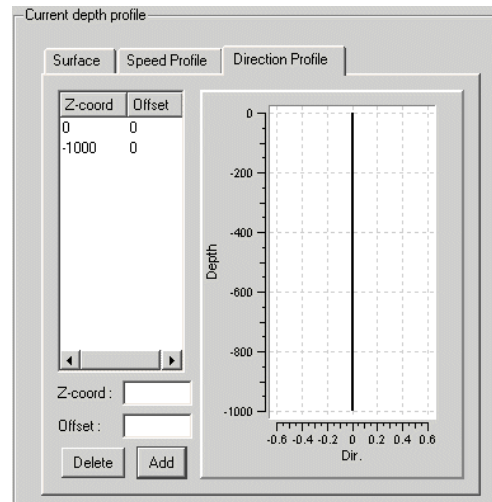 Current depth profile
Surface Speed Profile Direction Profile
Z-coord Offset
0 0
-1000 0
Z-coord :
Offset :
Delete Add
0
-200
-400
-600
-800
-1000
Depth
-0.6 -0.4 -0.2 0 0.2 0.4 0.6
Dir.